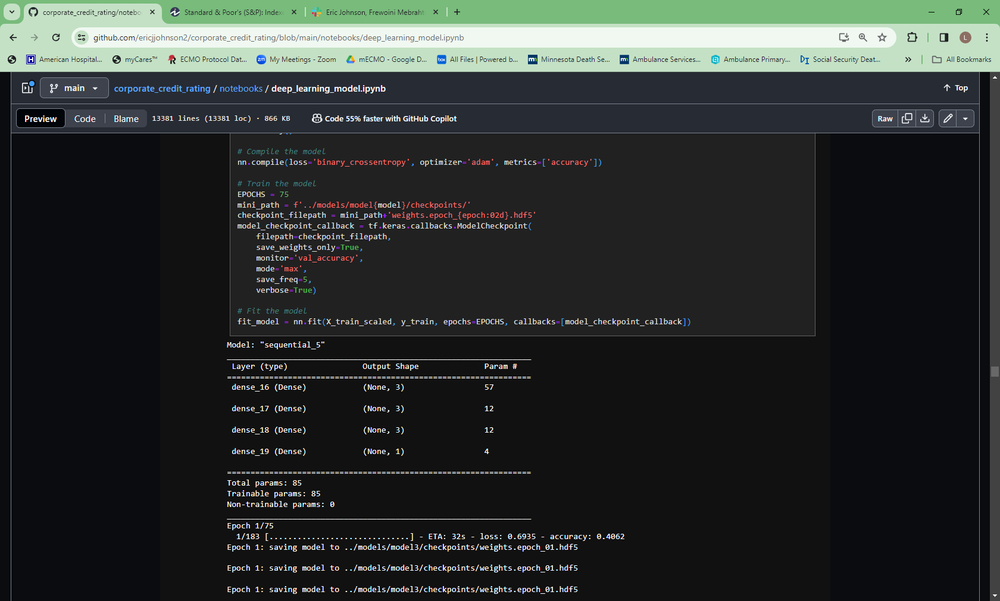 corporate_credit_rating/notebo
Standard & Poor's (S&P): Indexe
Eric Johnson, Frewoini Mebraht
github.com/ericjjohnson2/corporate_credit_rating/blob/main/notebooks/deep_learning_model.ipynb
L
American Hospital...
myCares™
ECMO Protocol Dat...
My Meetings - Zoom
mECMO - Google D...
All Files | Powered b...
Minnesota Death Se...
Ambulance Services...
Ambulance Primary...
Social Security Deat...
»
All Bookmarks
main
corporate_credit_rating / notebooks / deep_learning_model.ipynb
Top
Preview
Code
Blame
13381 lines (13381 loc) · 866 KB
Code 55% faster with GitHub Copilot
Raw
# Compile the model
nn.compile(loss='binary_crossentropy', optimizer='adam', metrics=['accuracy'])
# Train the model
EPOCHS = 75
mini_path = f'../models/model{model}/checkpoints/'
checkpoint_filepath = mini_path+'weights.epoch_{epoch:02d}.hdf5'
model_checkpoint_callback = tf.keras.callbacks.ModelCheckpoint(
    filepath=checkpoint_filepath,
    save_weights_only=True,
    monitor='val_accuracy',
    mode='max',
    save_freq=5,
    verbose=True)
# Fit the model
fit_model = nn.fit(X_train_scaled, y_train, epochs=EPOCHS, callbacks=[model_checkpoint_callback])
Model: "sequential_5"
_________________________________________________________________
Layer (type) Output Shape Param #
=================================================================
dense_16 (Dense) (None, 3) 57
dense_17 (Dense) (None, 3) 12
dense_18 (Dense) (None, 3) 12
dense_19 (Dense) (None, 1) 4
=================================================================
Total params: 85
Trainable params: 85
Non-trainable params: 0
_________________________________________________________________
Epoch 1/75
1/183 [..............................] - ETA: 32s - loss: 0.6935 - accuracy: 0.4062
Epoch 1: saving model to ../models/model3/checkpoints/weights.epoch_01.hdf5
Epoch 1: saving model to ../models/model3/checkpoints/weights.epoch_01.hdf5
Epoch 1: saving model to ../models/model3/checkpoints/weights.epoch_01.hdf5